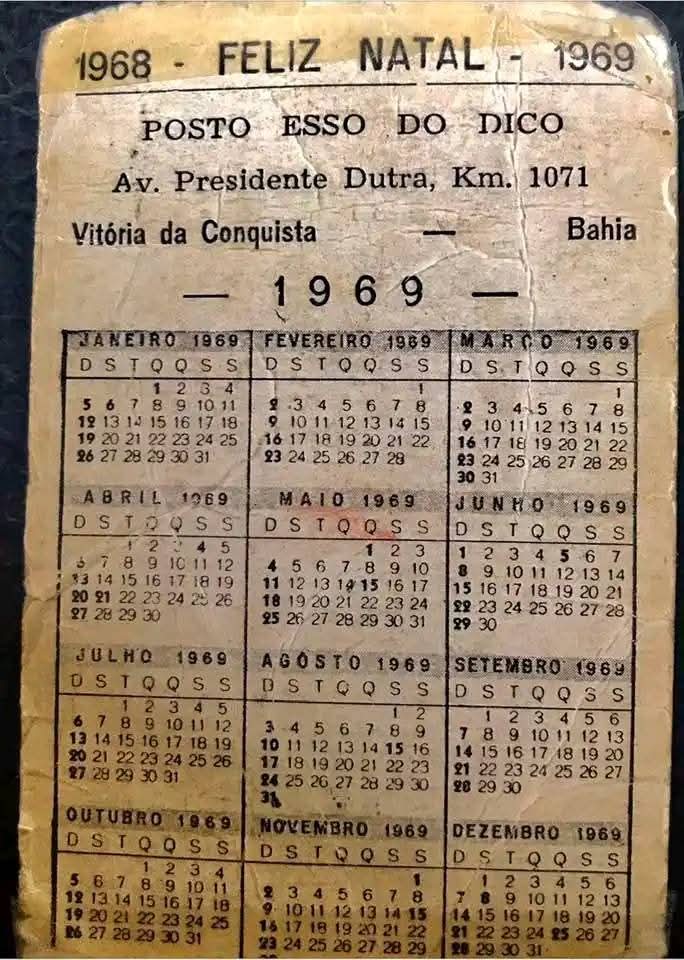 1968 - FELIZ NATAL - 1969
POSTO ESSO DO DICO
Av. Presidente Dutra, Km. 1071
Vitória da Conquista — Bahia
— 1969 —
JANEIRO 1969
D S T Q Q S S
1 2 3 4
5 6 7 8 9 10 11
12 13 14 15 16 17 18
19 20 21 22 23 24 25
26 27 28 29 30 31
FEVEREIRO 1969
D S T Q Q S S
1
2 3 4 5 6 7 8
9 10 11 12 13 14 15
16 17 18 19 20 21 22
23 24 25 26 27 28
MARÇO 1969
D S T Q Q S S
1
2 3 4 5 6 7 8
9 10 11 12 13 14 15
16 17 18 19 20 21 22
23 24 25 26 27 28 29
30 31
ABRIL 1969
D S T Q Q S S
1 2 3 4 5
6 7 8 9 10 11 12
13 14 15 16 17 18 19
20 21 22 23 24 25 26
27 28 29 30
MAIO 1969
D S T Q Q S S
1 2 3
4 5 6 7 8 9 10
11 12 13 14 15 16 17
18 19 20 21 22 23 24
25 26 27 28 29 30 31
JUNHO 1969
D S T Q Q S S
1 2 3 4 5 6 7
8 9 10 11 12 13 14
15 16 17 18 19 20 21
22 23 24 25 26 27 28
29 30
JULHO 1969
D S T Q Q S S
1 2 3 4 5
6 7 8 9 10 11 12
13 14 15 16 17 18 19
20 21 22 23 24 25 26
27 28 29 30 31
AGÔSTO 1969
D S T Q Q S S
1 2
3 4 5 6 7 8 9
10 11 12 13 14 15 16
17 18 19 20 21 22 23
24 25 26 27 28 29 30
31
SETEMBRO 1969
D S T Q Q S S
1 2 3 4 5 6
7 8 9 10 11 12 13
14 15 16 17 18 19 20
21 22 23 24 25 26 27
28 29 30
OUTUBRO 1969
D S T Q Q S S
1 2 3 4
5 6 7 8 9 10 11
12 13 14 15 16 17 18
19 20 21 22 23 24 25
26 27 28 29 30 31
NOVEMBRO 1969
D S T Q Q S S
1
2 3 4 5 6 7 8
9 10 11 12 13 14 15
16 17 18 19 20 21 22
23 24 25 26 27 28 29
DEZEMBRO 1969
D S T Q Q S S
1 2 3 4 5 6
7 8 9 10 11 12 13
14 15 16 17 18 19 20
21 22 23 24 25 26 27
28 29 30 31